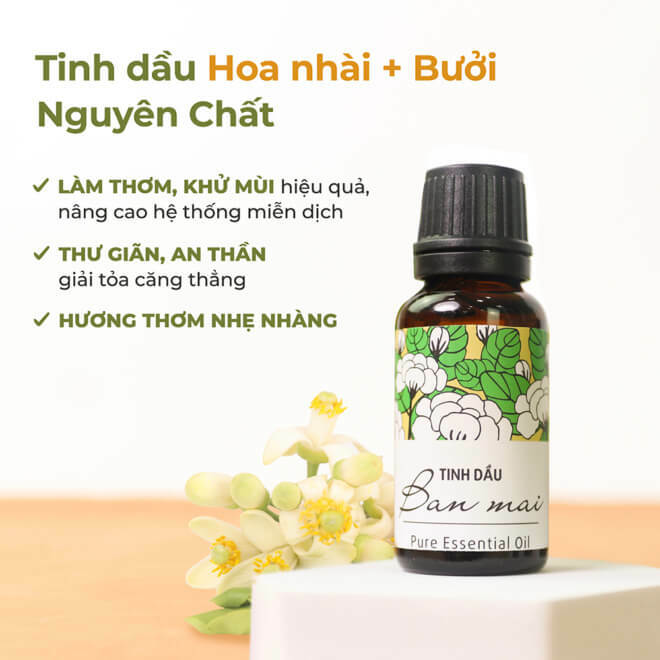 Tinh dầu Hoa nhài + Bưởi
Nguyên Chất
LÀM THƠM, KHỬ MÙI hiệu quả,
nâng cao hệ thống miễn dịch
THƯ GIÃN, AN THẦN
giải tỏa căng thẳng
HƯƠNG THƠM NHẸ NHÀNG
TINH DẦU
Ban mai
Pure Essential Oil